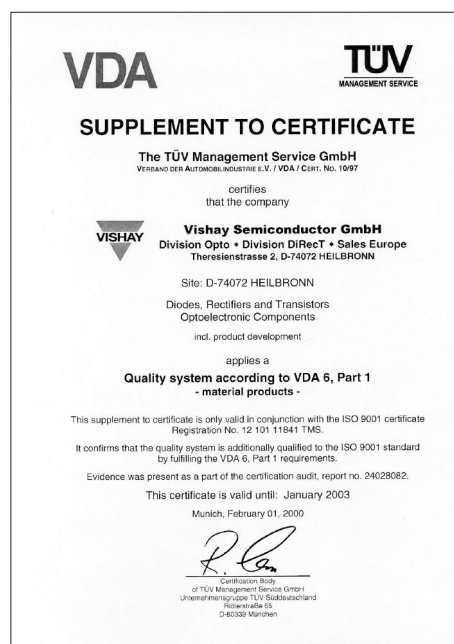 VDA
TÜV
MANAGEMENT SERVICE
SUPPLEMENT TO CERTIFICATE
The TÜV Management Service GmbH
VERBAND DER AUTOMOBILINDUSTRIE E.V. / VDA / CERT. NO. 10/97
certifies
that the company
VISHAY
Vishay Semiconductor GmbH
Division Opto ♦ Division DiRecT ♦ Sales Europe
Theresienstrasse 2, D-74072 HEILBRONN
Site: D-74072 HEILBRONN
Diodes, Rectifiers and Transistors
Optoelectronic Components
incl. product development
applies a
Quality system according to VDA 6, Part 1
- material products -
This supplement to certificate is only valid in conjunction with the ISO 9001 certificate
Registration No. 12 101 11841 TMS.
It confirms that the quality system is additionally qualified to the ISO 9001 standard
by fulfilling the VDA 6, Part 1 requirements.
Evidence was present as a part of the certification audit, report no. 24028082.
This certificate is valid until: January 2003
Munich, February 01, 2000
Certification Body
of TÜV Management Service GmbH
Unternehmensgruppe TÜV Süddeutschland
Ridlerstraße 65
D-80339 München